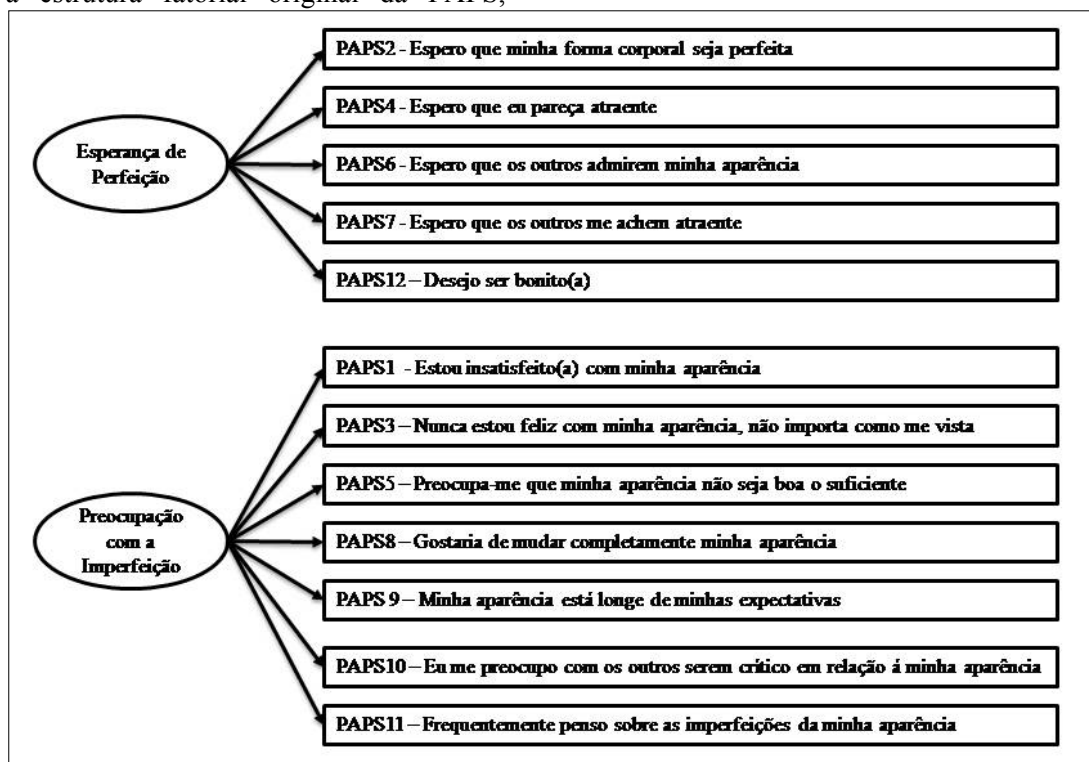 a estrutura fatorial original da PAPS,
PAPS2 - Espero que minha forma corporal seja perfeita
PAPS4 - Espero que eu pareça atraente
Esperança de
Perfeição
PAPS6 - Espero que os outros admirem minha aparência
PAPS7 - Espero que os outros me achem atraente
PAPS12 – Desejo ser bonito(a)
PAPS1 - Estou insatisfeito(a) com minha aparência
PAPS3 – Nunca estou feliz com minha aparência, não importa como me vista
PAPS5 – Preocupa-me que minha aparência não seja boa o suficiente
Preocupação
com a
Imperfeição
PAPS8 – Gostaria de mudar completamente minha aparência
PAPS 9 – Minha aparência está longe de minhas expectativas
PAPS10 – Eu me preocupo com os outros serem crítico em relação á minha aparência
PAPS11 – Frequentemente penso sobre as imperfeições da minha aparência